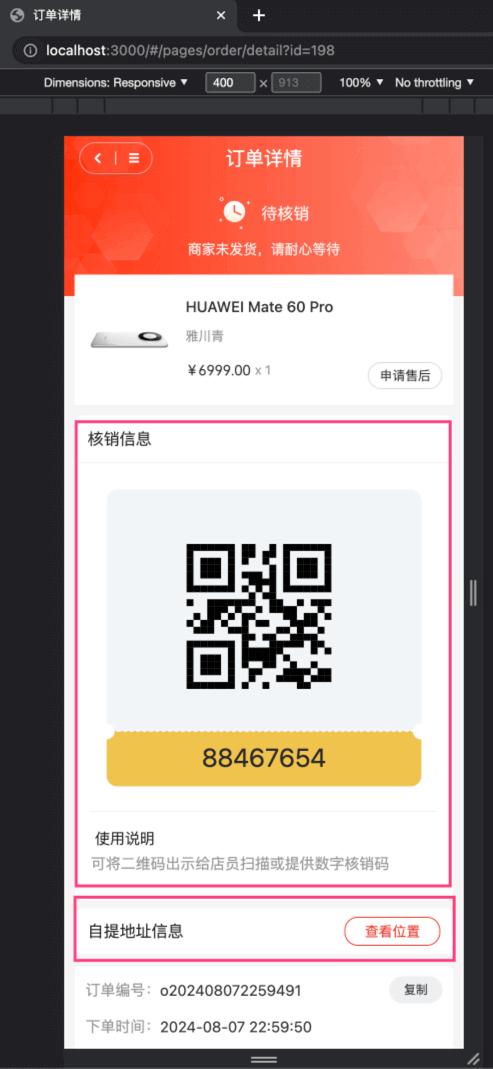 订单详情
localhost:3000/#/pages/order/detail?id=198
Dimensions: Responsive ▼ 400 × 913 100% ▼ No throttling ▼
订单详情
待核销
商家未发货，请耐心等待
HUAWEI Mate 60 Pro
雅川青
￥6999.00 x 1
申请售后
核销信息
88467654
使用说明
可将二维码出示给店员扫描或提供数字核销码
自提地址信息 查看位置
订单编号：o202408072259491 复制
下单时间：2024-08-07 22:59:50